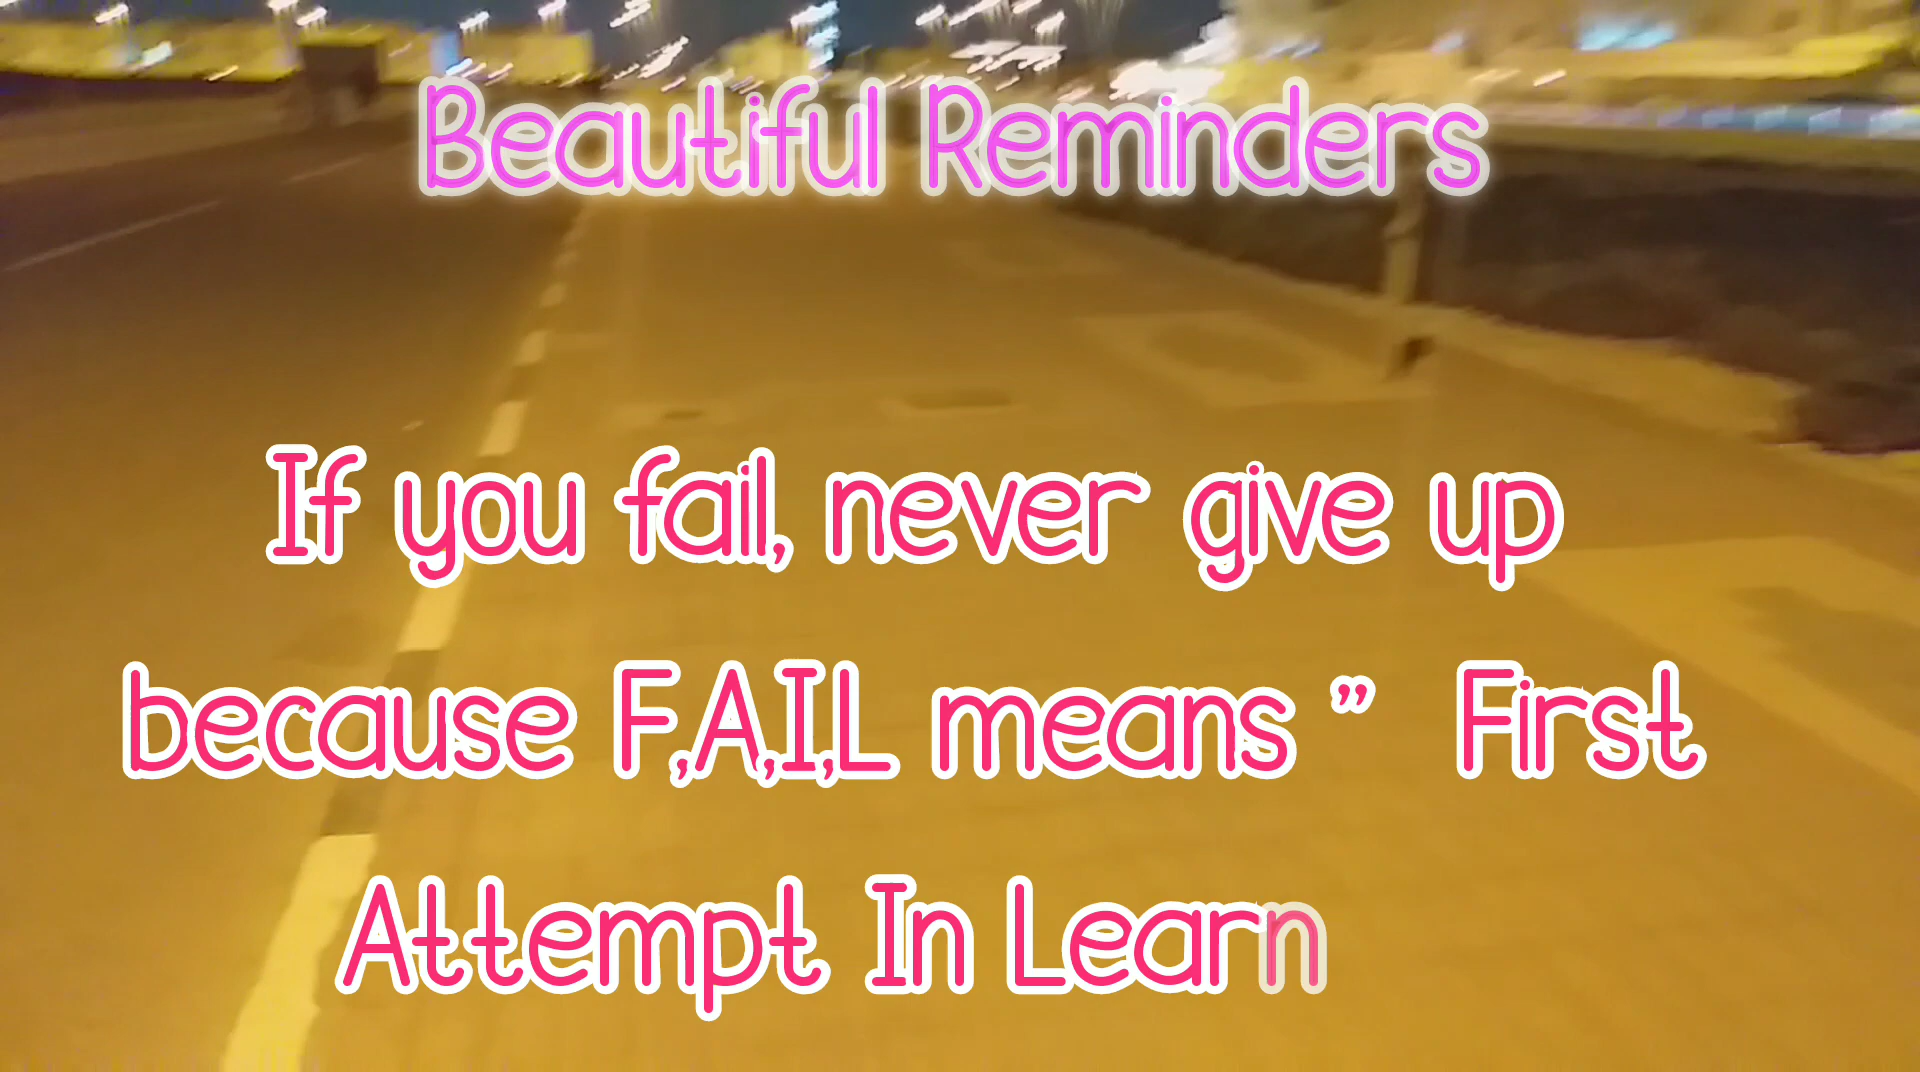 Beautiful Reminders
If you fail, never give up
because F,A,I,L means " First
Attempt In Learn